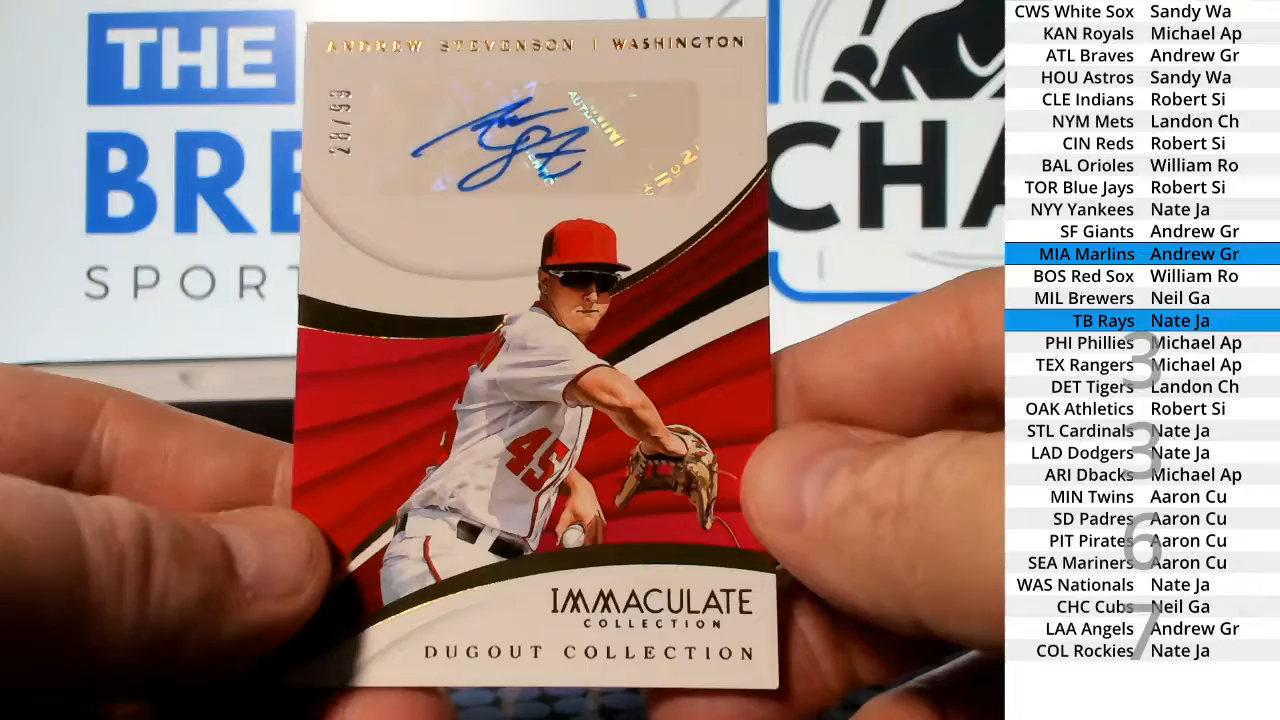 THE
BRE
SPORT
CHA
ANDREW STEVENSON | WASHINGTON
28/99
45
IMMACULATE
COLLECTION
DUGOUT COLLECTION
CWS White Sox Sandy Wa
KAN Royals Michael Ap
ATL Braves Andrew Gr
HOU Astros Sandy Wa
CLE Indians Robert Si
NYM Mets Landon Ch
CIN Reds Robert Si
BAL Orioles William Ro
TOR Blue Jays Robert Si
NYY Yankees Nate Ja
SF Giants Andrew Gr
MIA Marlins Andrew Gr
BOS Red Sox William Ro
MIL Brewers Neil Ga
TB Rays Nate Ja
PHI Phillies Michael Ap
TEX Rangers Michael Ap
DET Tigers Landon Ch
OAK Athletics Robert Si
STL Cardinals Nate Ja
LAD Dodgers Nate Ja
ARI Dbacks Michael Ap
MIN Twins Aaron Cu
SD Padres Aaron Cu
PIT Pirates Aaron Cu
SEA Mariners Aaron Cu
WAS Nationals Nate Ja
CHC Cubs Neil Ga
LAA Angels Andrew Gr
COL Rockies Nate Ja
3
3
6
7